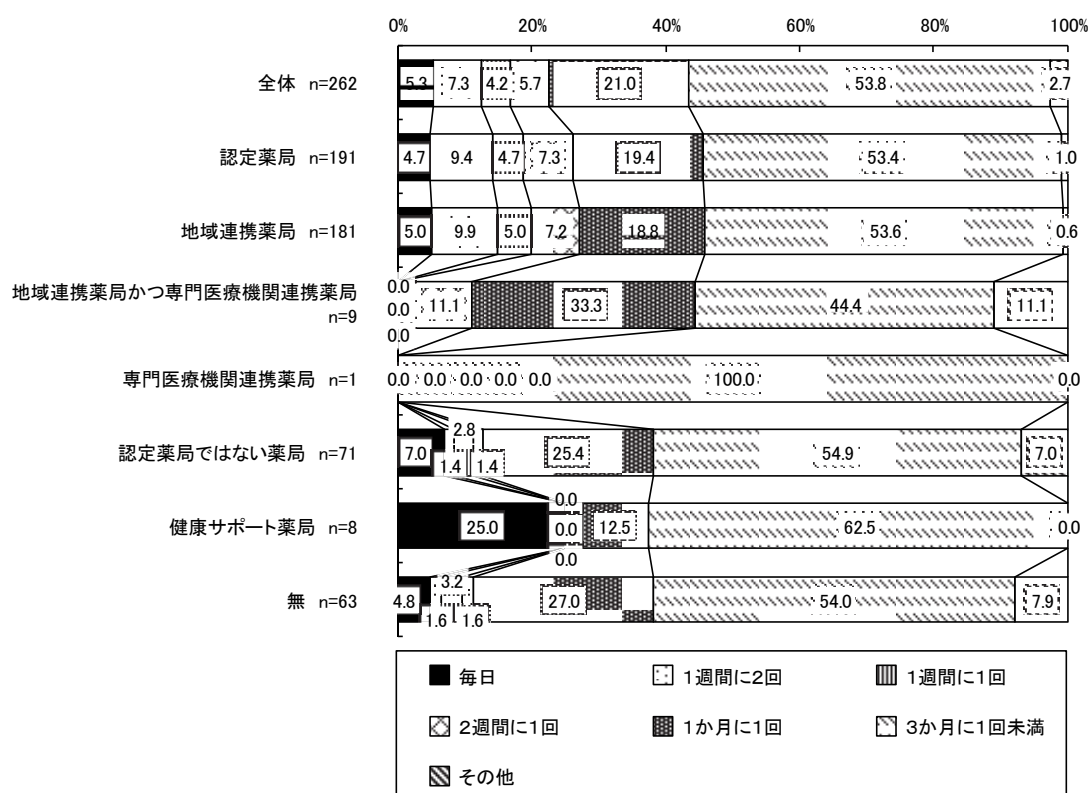 0% 20% 40% 60% 80% 100%
全体 n=262 5.3 7.3 4.2 5.7 21.0 53.8 2.7
認定薬局 n=191 4.7 9.4 4.7 7.3 19.4 53.4 1.0
地域連携薬局 n=181 5.0 9.9 5.0 7.2 18.8 53.6 0.6
0.0
地域連携薬局かつ専門医療機関連携薬局
n=9 0.0 11.1 33.3 44.4 11.1
0.0
専門医療機関連携薬局 n=1 0.0 0.0 0.0 0.0 0.0 100.0 0.0
2.8
認定薬局ではない薬局 n=71 7.0 25.4 54.9 7.0
1.4 1.4
0.0
健康サポート薬局 n=8 25.0 0.0 12.5 62.5 0.0
0.0
3.2
無 n=63 4.8 27.0 54.0 7.9
1.6 1.6
毎日 1週間に2回 1週間に1回
2週間に1回 1か月に1回 3か月に1回未満
その他